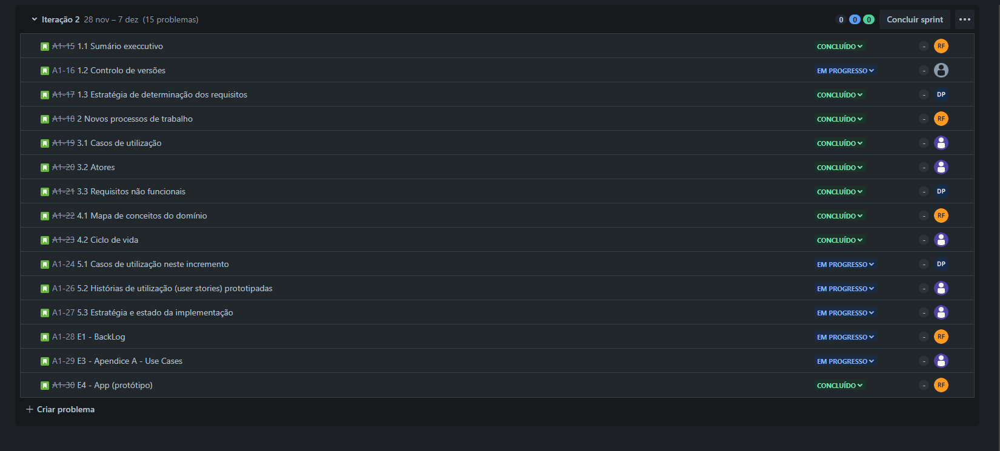 Iteração 2 28 nov – 7 dez (15 problemas) 0 0 0 Concluir sprint
A1-15 1.1 Sumário execcutivo CONCLUÍDO - RF
A1-16 1.2 Controlo de versões EM PROGRESSO -
A1-17 1.3 Estratégia de determinação dos requisitos CONCLUÍDO - DP
A1-18 2 Novos processos de trabalho CONCLUÍDO - RF
A1-19 3.1 Casos de utilização CONCLUÍDO -
A1-20 3.2 Atores CONCLUÍDO -
A1-21 3.3 Requisitos não funcionais CONCLUÍDO - DP
A1-22 4.1 Mapa de conceitos do domínio CONCLUÍDO - RF
A1-23 4.2 Ciclo de vida CONCLUÍDO -
A1-24 5.1 Casos de utilização neste incremento EM PROGRESSO - DP
A1-26 5.2 Histórias de utilização (user stories) prototipadas EM PROGRESSO -
A1-27 5.3 Estratégia e estado da implementação EM PROGRESSO -
A1-28 E1 - BackLog EM PROGRESSO - RF
A1-29 E3 - Apendice A - Use Cases EM PROGRESSO -
A1-30 E4 - App (protótipo) CONCLUÍDO - RF
+ Criar problema